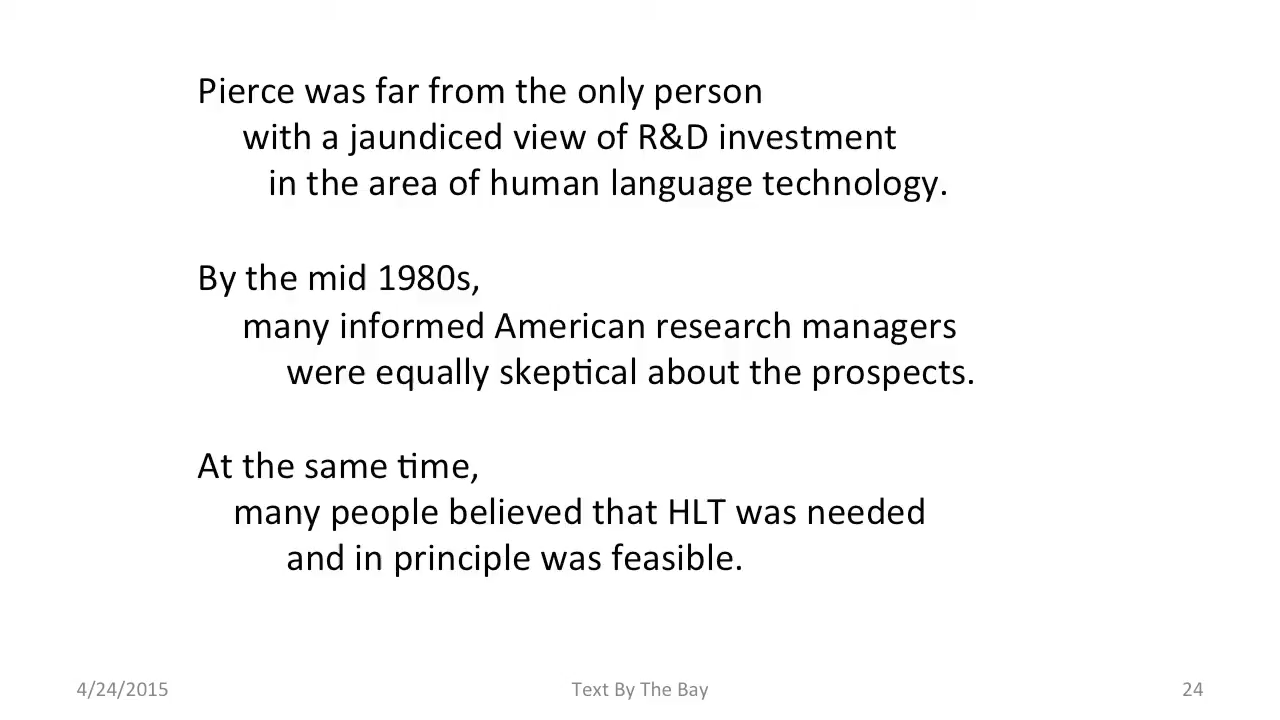 Pierce was far from the only person
with a jaundiced view of R&D investment
in the area of human language technology.
By the mid 1980s,
many informed American research managers
were equally skeptical about the prospects.
At the same time,
many people believed that HLT was needed
and in principle was feasible.
4/24/2015
Text By The Bay
24